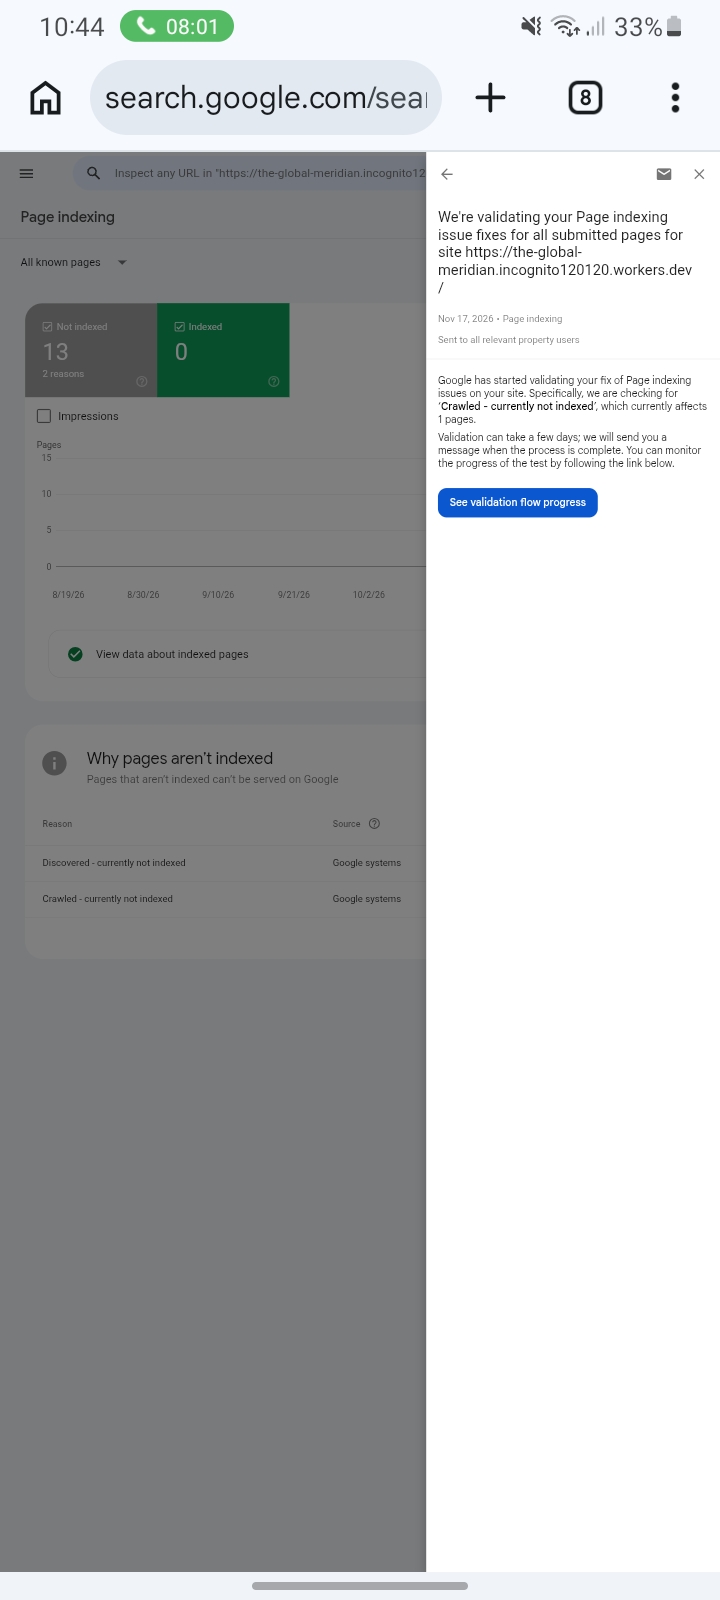 10:44
08:01
33%
search.google.com/sear
8
Inspect any URL in "https://the-global-meridian.incognito12
Page indexing
All known pages
Not indexed
13
2 reasons
Indexed
0
Impressions
Pages
15
10
5
0
8/19/26 8/30/26 9/10/26 9/21/26 10/2/26
View data about indexed pages
Why pages aren't indexed
Pages that aren't indexed can't be served on Google
Reason Source
Discovered - currently not indexed Google systems
Crawled - currently not indexed Google systems
We're validating your Page indexing
issue fixes for all submitted pages for
site https://the-global-
meridian.incognito120120.workers.dev
/
Nov 17, 2026 • Page indexing
Sent to all relevant property users
Google has started validating your fix of Page indexing
issues on your site. Specifically, we are checking for
'Crawled - currently not indexed', which currently affects
1 pages.
Validation can take a few days; we will send you a
message when the process is complete. You can monitor
the progress of the test by following the link below.
See validation flow progress